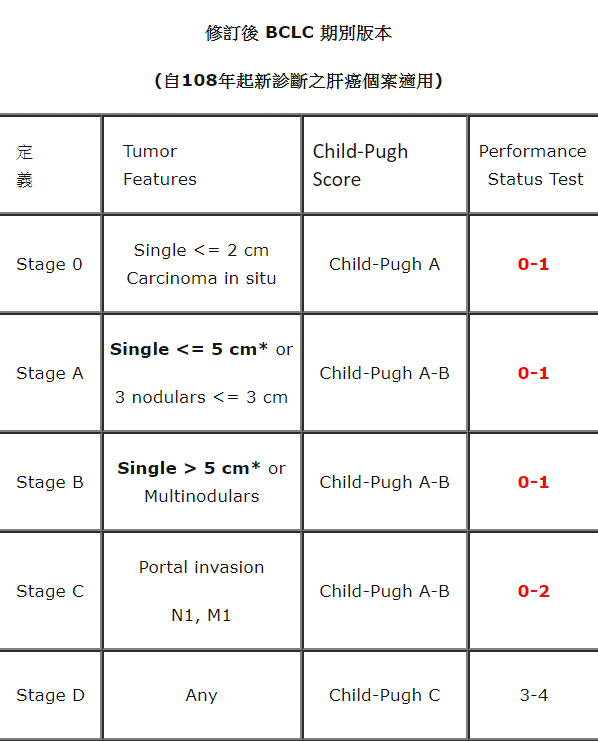 修訂後 BCLC 期別版本
(自108年起新診斷之肝癌個案適用)
定義 Tumor Features Child-Pugh Score Performance Status Test
Stage 0 Single <= 2 cm Carcinoma in situ Child-Pugh A 0-1
Stage A Single <= 5 cm* or 3 nodulars <= 3 cm Child-Pugh A-B 0-1
Stage B Single > 5 cm* or Multinodulars Child-Pugh A-B 0-1
Stage C Portal invasion N1, M1 Child-Pugh A-B 0-2
Stage D Any Child-Pugh C 3-4